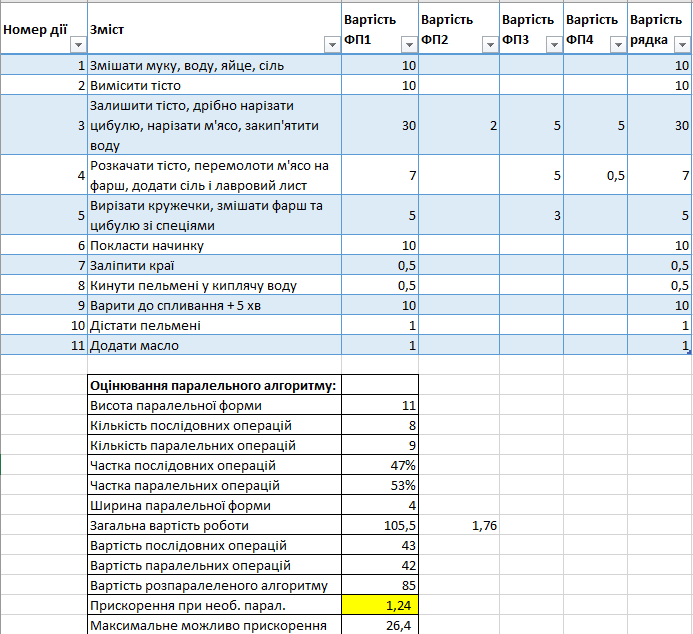 Номер дії Зміст Вартість ФП1 Вартість ФП2 Вартість ФП3 Вартість ФП4 Вартість рядка
1 Змішати муку, воду, яйце, сіль 10 10
2 Вимісити тісто 10 10
3 Залишити тісто, дрібно нарізати
цибулю, нарізати м'ясо, закип'ятити
воду 30 2 5 5 30
4 Розкачати тісто, перемолоти м'ясо на
фарш, додати сіль і лавровий лист 7 5 0,5 7
5 Вирізати кружечки, змішати фарш та
цибулю зі спеціями 5 3 5
6 Покласти начинку 10 10
7 Заліпити краї 0,5 0,5
8 Кинути пельмені у киплячу воду 0,5 0,5
9 Варити до спливання + 5 хв 10 10
10 Дістати пельмені 1 1
11 Додати масло 1 1
Оцінювання паралельного алгоритму:
Висота паралельної форми 11
Кількість послідовних операцій 8
Кількість паралельних операцій 9
Частка послідовних операцій 47%
Частка паралельних операцій 53%
Ширина паралельної форми 4
Загальна вартість роботи 105,5 1,76
Вартість послідовних операцій 43
Вартість паралельних операцій 42
Вартість розпаралеленого алгоритму 85
Прискорення при необ. парал. 1,24
Максимальне можливо прискорення 26,4